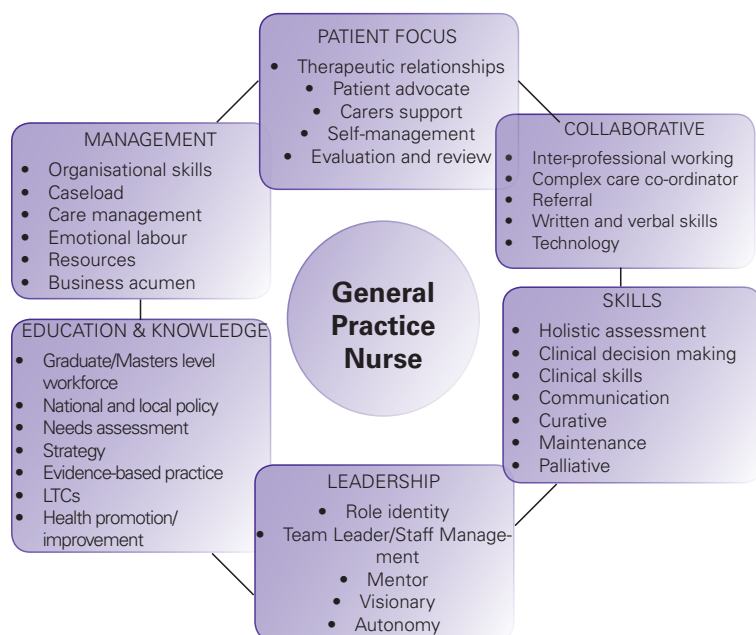 PATIENT FOCUS
• Therapeutic relationships
• Patient advocate
• Carers support
• Self-management
• Evaluation and review
COLLABORATIVE
• Inter-professional working
• Complex care co-ordinator
• Referral
• Written and verbal skills
• Technology
SKILLS
• Holistic assessment
• Clinical decision making
• Clinical skills
• Communication
• Curative
• Maintenance
• Palliative
LEADERSHIP
• Role identity
• Team Leader/Staff Manage-
ment
• Mentor
• Visionary
• Autonomy
EDUCATION & KNOWLEDGE
• Graduate/Masters level
workforce
• National and local policy
• Needs assessment
• Strategy
• Evidence-based practice
• LTCs
• Health promotion/
improvement
MANAGEMENT
• Organisational skills
• Caseload
• Care management
• Emotional labour
• Resources
• Business acumen
General
Practice
Nurse